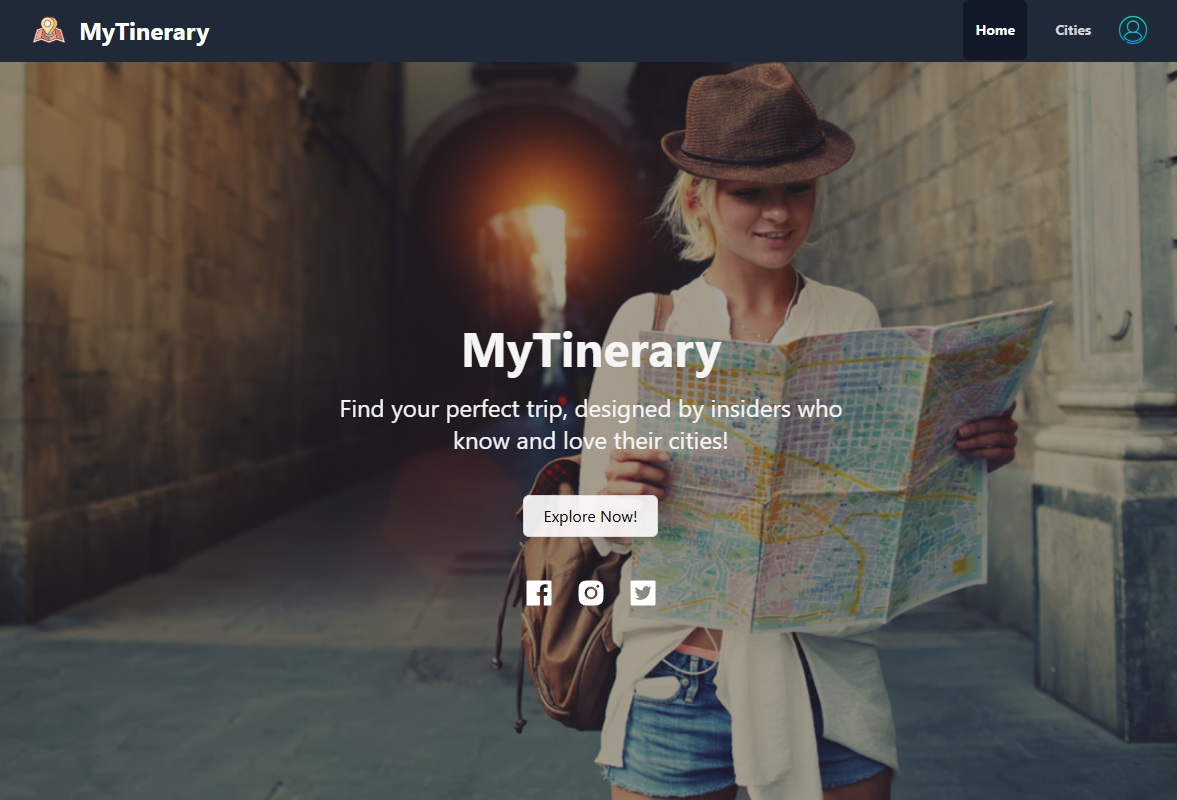 MyTinerary
Home
Cities
MyTinerary
Find your perfect trip, designed by insiders who
know and love their cities!
Explore Now!